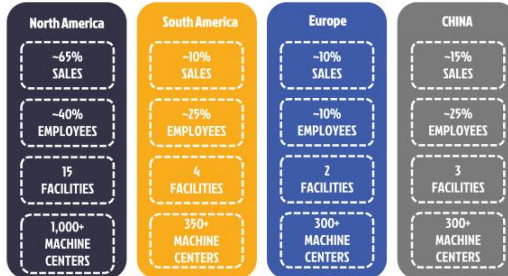 North America
~65%
SALES
~40%
EMPLOYEES
15
FACILITIES
1,000+
MACHINE
CENTERS
South America
~10%
SALES
~25%
EMPLOYEES
4
FACILITIES
350+
MACHINE
CENTERS
Europe
~10%
SALES
~10%
EMPLOYEES
2
FACILITIES
300+
MACHINE
CENTERS
CHINA
~15%
SALES
~25%
EMPLOYEES
3
FACILITIES
300+
MACHINE
CENTERS